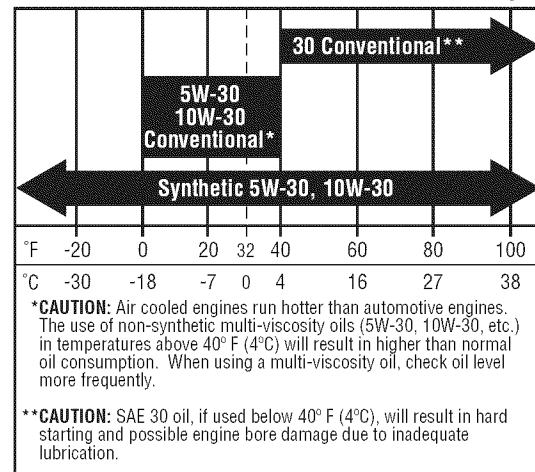 30 Conventional**
5W-30
10W-30
Conventional*
Synthetic 5W-30, 10W-30
°F -20 0 20 32 40 60 80 100
°C -30 -18 -7 0 4 16 27 38
*CAUTION: Air cooled engines run hotter than automotive engines.
The use of non-synthetic multi-viscosity oils (5W-30, 10W-30, etc.)
in temperatures above 40° F (4°C) will result in higher than normal
oil consumption. When using a multi-viscosity oil, check oil level
more frequently.
**CAUTION: SAE 30 oil, if used below 40° F (4°C), will result in hard
starting and possible engine bore damage due to inadequate
lubrication.